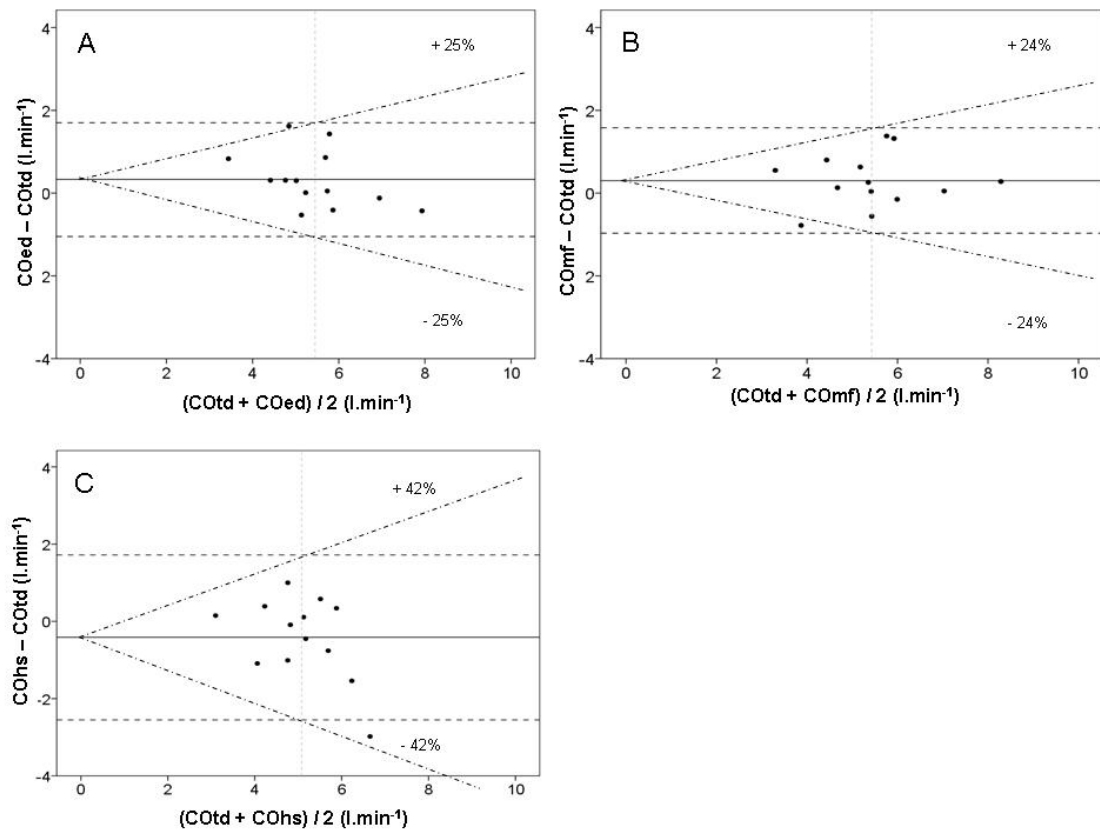 A
4
2
0
2
-4
COed – COtd (l.min⁻¹)
+ 25%
- 25%
0 2 4 6 8 10
(COtd + COed) / 2 (l.min⁻¹)
B
4
2
0
2
-4
COmf – COtd (l.min⁻¹)
+ 24%
- 24%
0 2 4 6 8 10
(COtd + COmf) / 2 (l.min⁻¹)
C
4
2
0
-2
-4
COhs – COtd (l.min⁻¹)
+ 42%
- 42%
0 2 4 6 8 10
(COtd + COhs) / 2 (l.min⁻¹)